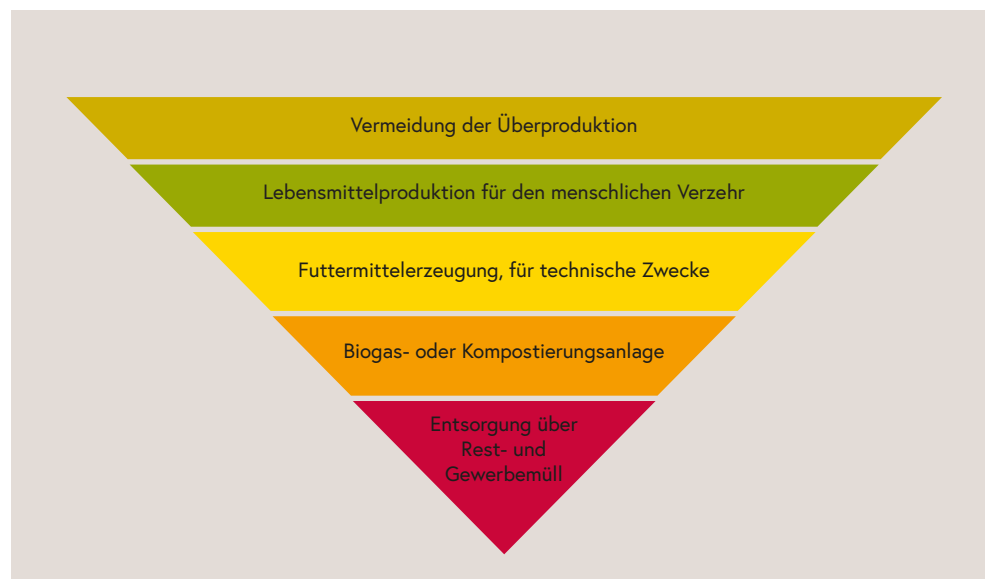 Vermeidung der Überproduktion
Lebensmittelproduktion für den menschlichen Verzehr
Futtermittelerzeugung, für technische Zwecke
Biogas- oder Kompostierungsanlage
Entsorgung über
Rest- und
Gewerbemüll